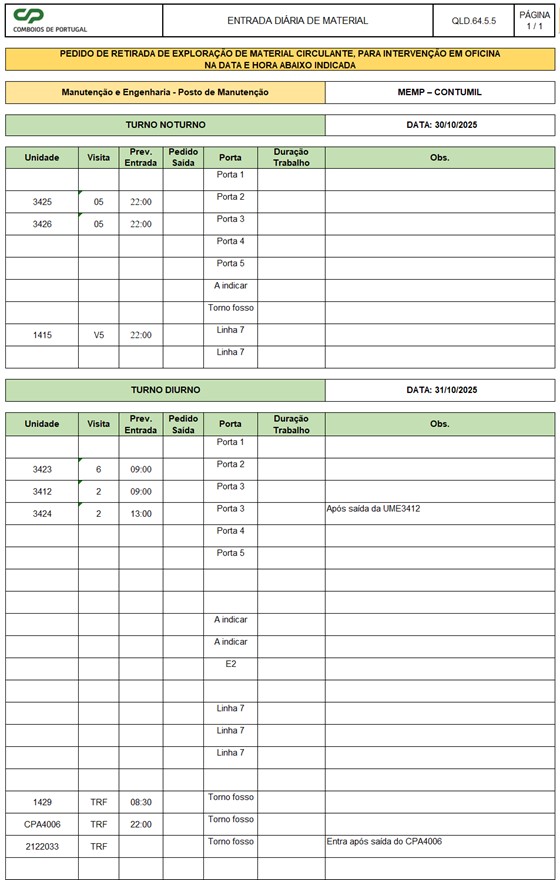 CP
COMBOIOS DE PORTUGAL
ENTRADA DIÁRIA DE MATERIAL
QLD.64.5.5
PÁGINA
1 / 1
PEDIDO DE RETIRADA DE EXPLORAÇÃO DE MATERIAL CIRCULANTE, PARA INTERVENÇÃO EM OFICINA
NA DATA E HORA ABAIXO INDICADA
Manutenção e Engenharia - Posto de Manutenção MEMP – CONTUMIL
TURNO NOTURNO DATA: 30/10/2025
Unidade Visita Prev. Entrada Pedido Saída Porta Duração Trabalho Obs.
Porta 1
3425 05 22:00 Porta 2
3426 05 22:00 Porta 3
Porta 4
Porta 5
A indicar
Torno fosso
1415 V5 22:00 Linha 7
Linha 7
TURNO DIURNO DATA: 31/10/2025
Unidade Visita Prev. Entrada Pedido Saída Porta Duração Trabalho Obs.
Porta 1
3423 6 09:00 Porta 2
3412 2 09:00 Porta 3
3424 2 13:00 Porta 3 Após saída da UME3412
Porta 4
Porta 5
A indicar
A indicar
E2
Linha 7
Linha 7
Linha 7
1429 TRF 08:30 Torno fosso
CPA4006 TRF 22:00 Torno fosso
2122033 TRF Torno fosso Entra após saída do CPA4006